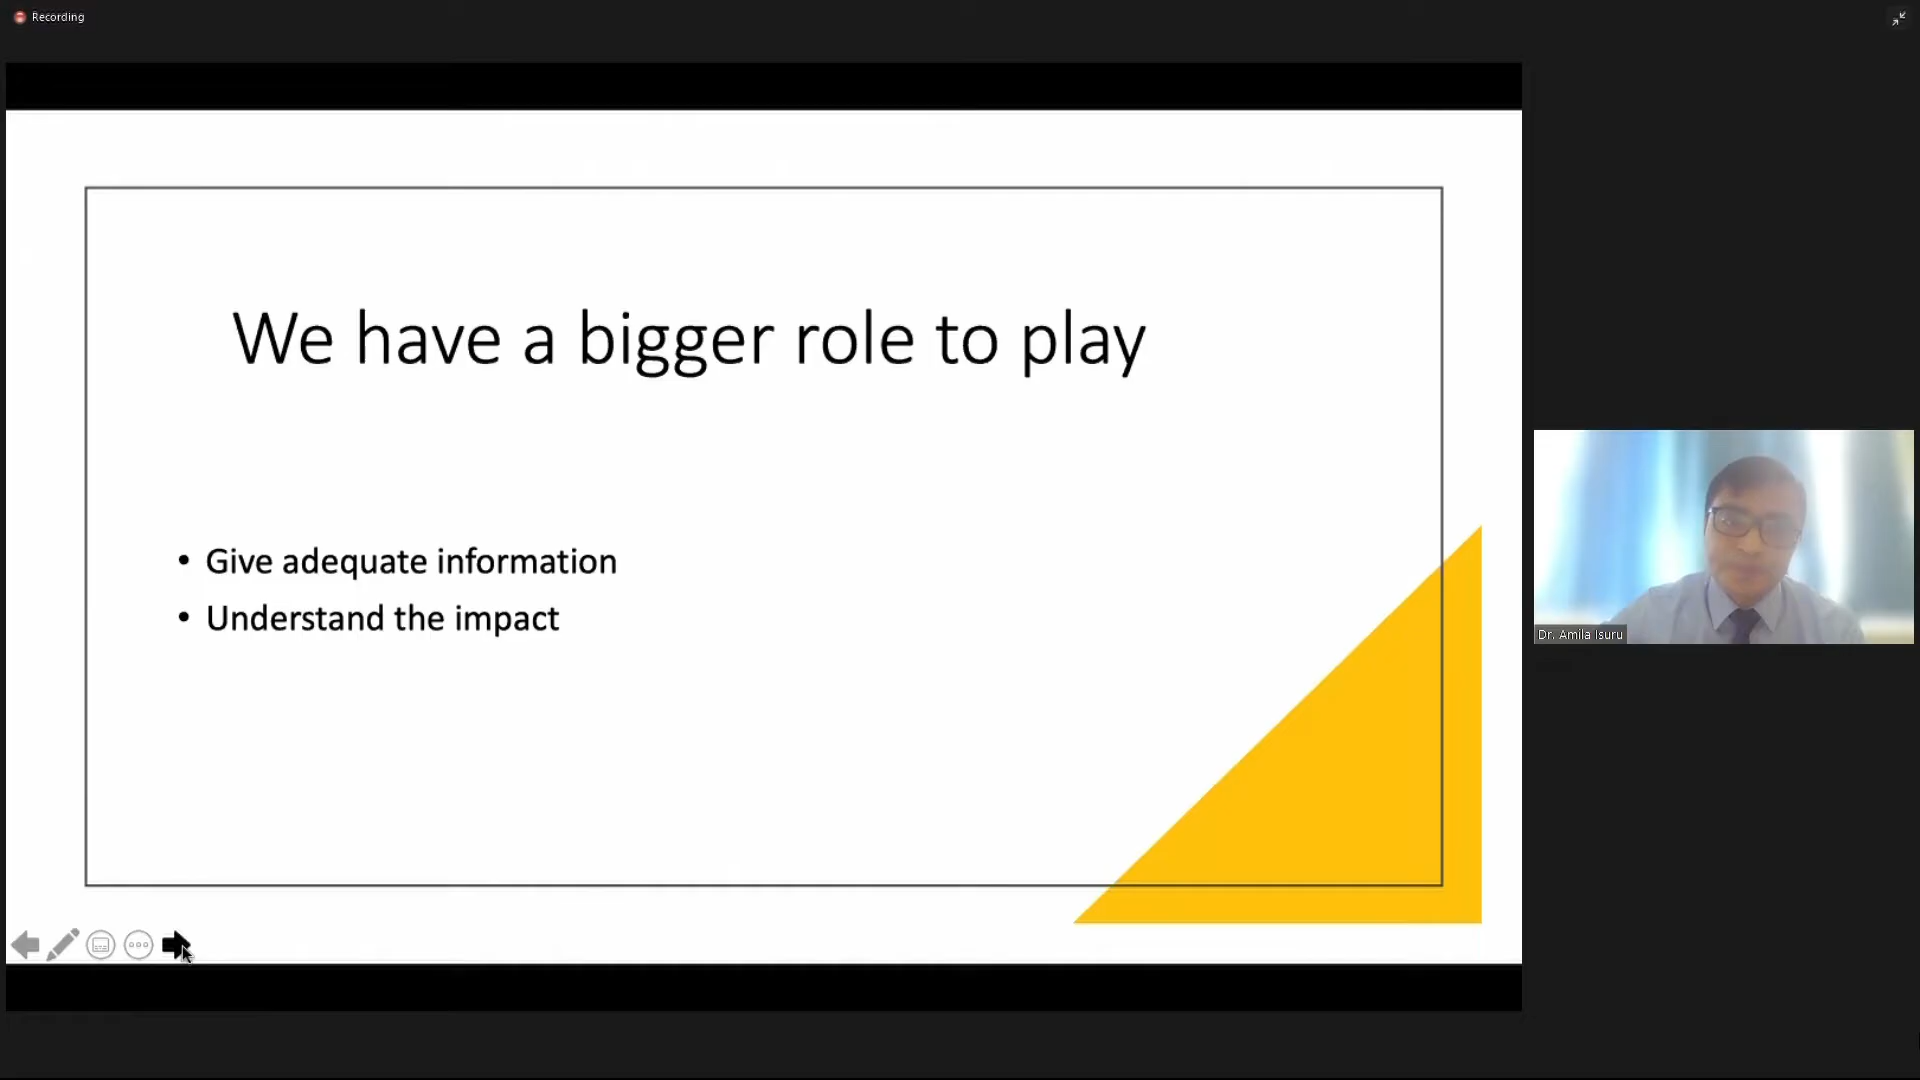 Recording
We have a bigger role to play
• Give adequate information
• Understand the impact
Dr. Amila Isuru